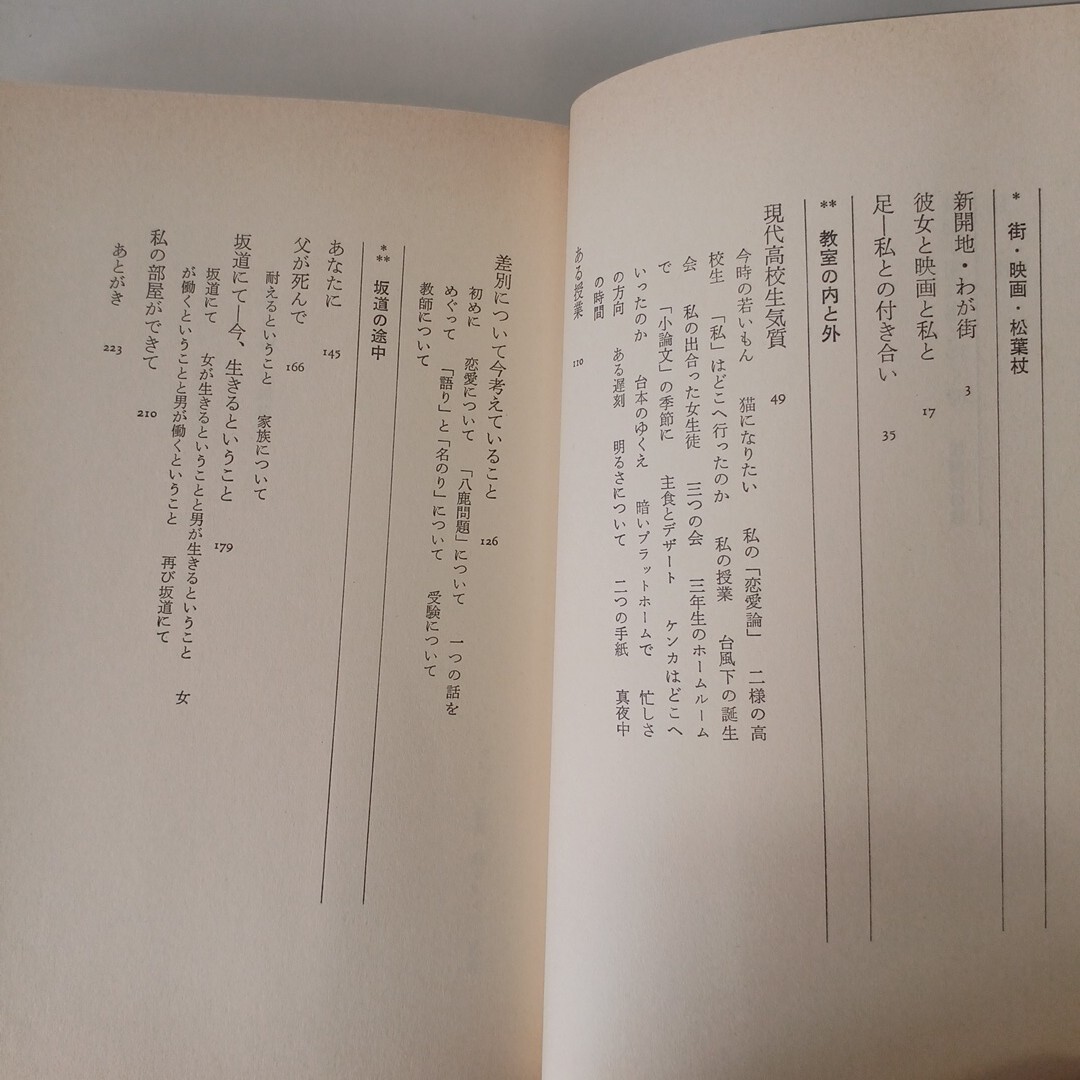 * 街・映画・松葉杖
新開地・わが街 3
彼女と映画と私と 17
足―私との付き合い 35
** 教室の内と外
現代高校生気質 49
今時の若いもん 猫になりたい 私の「恋愛論」 二様の高
校生 「私」はどこへ行ったのか 私の授業 台風下の誕生
会 私の出合った女生徒 三つの会 三年生のホームルーム
で 「小論文」の季節に 主食とデザート ケンカはどこへ
いったのか 台本のゆくえ 暗いプラットホームで 忙しさ
の方向 ある遅刻 明るさについて 二つの手紙 真夜中
の時間
ある授業 110
差別について今考えていること 126
初めに 恋愛について 「八鹿問題」について 一つの話を
めぐって 「語り」と「名のり」について 受験について
教師について
*** 坂道の途中
あなたに 145
父が死んで 166
耐えるということ 家族について
坂道にて―今、生きるということ 179
坂道にて 女が生きるということと男が生きるということ 女
が働くということと男が働くということ 再び坂道にて
私の部屋ができて 210
あとがき 223